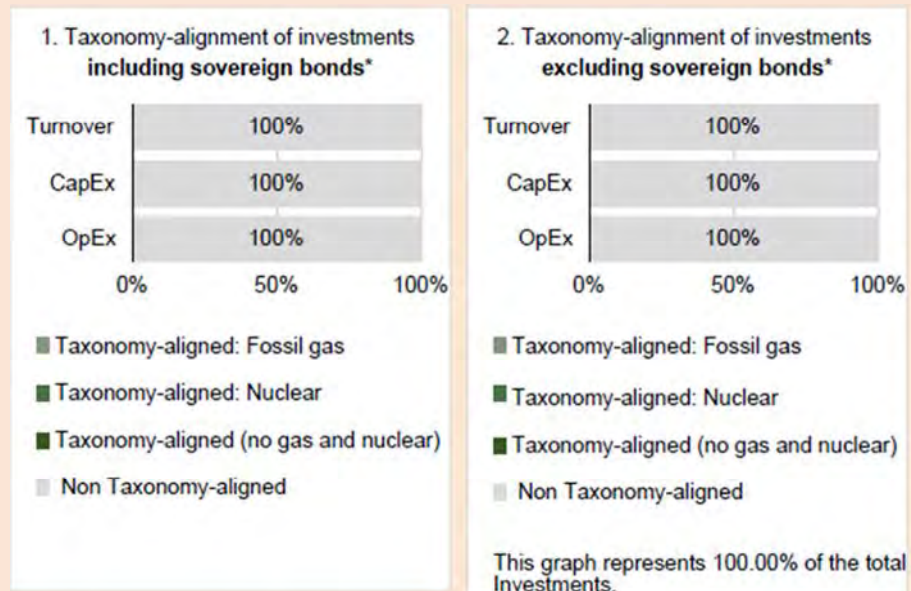 1. Taxonomy-alignment of investments
including sovereign bonds*
Turnover 100%
CapEx 100%
OpEx 100%
0% 50% 100%
Taxonomy-aligned: Fossil gas
Taxonomy-aligned: Nuclear
Taxonomy-aligned (no gas and nuclear)
Non Taxonomy-aligned
2. Taxonomy-alignment of investments
excluding sovereign bonds*
Turnover 100%
CapEx 100%
OpEx 100%
0% 50% 100%
Taxonomy-aligned: Fossil gas
Taxonomy-aligned: Nuclear
Taxonomy-aligned (no gas and nuclear)
Non Taxonomy-aligned
This graph represents 100.00% of the total
Investments.